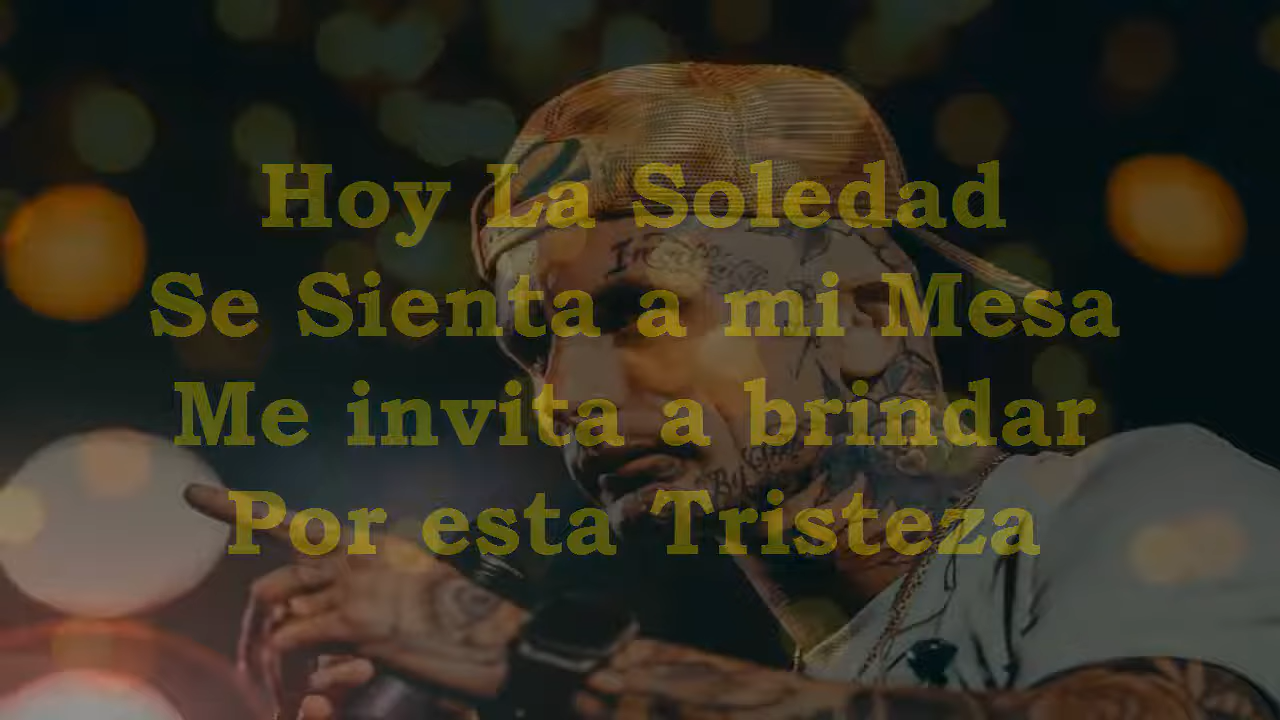 Hoy La Soledad
Se Sienta a mi Mesa
Me invita a brindar
Por esta Tristeza